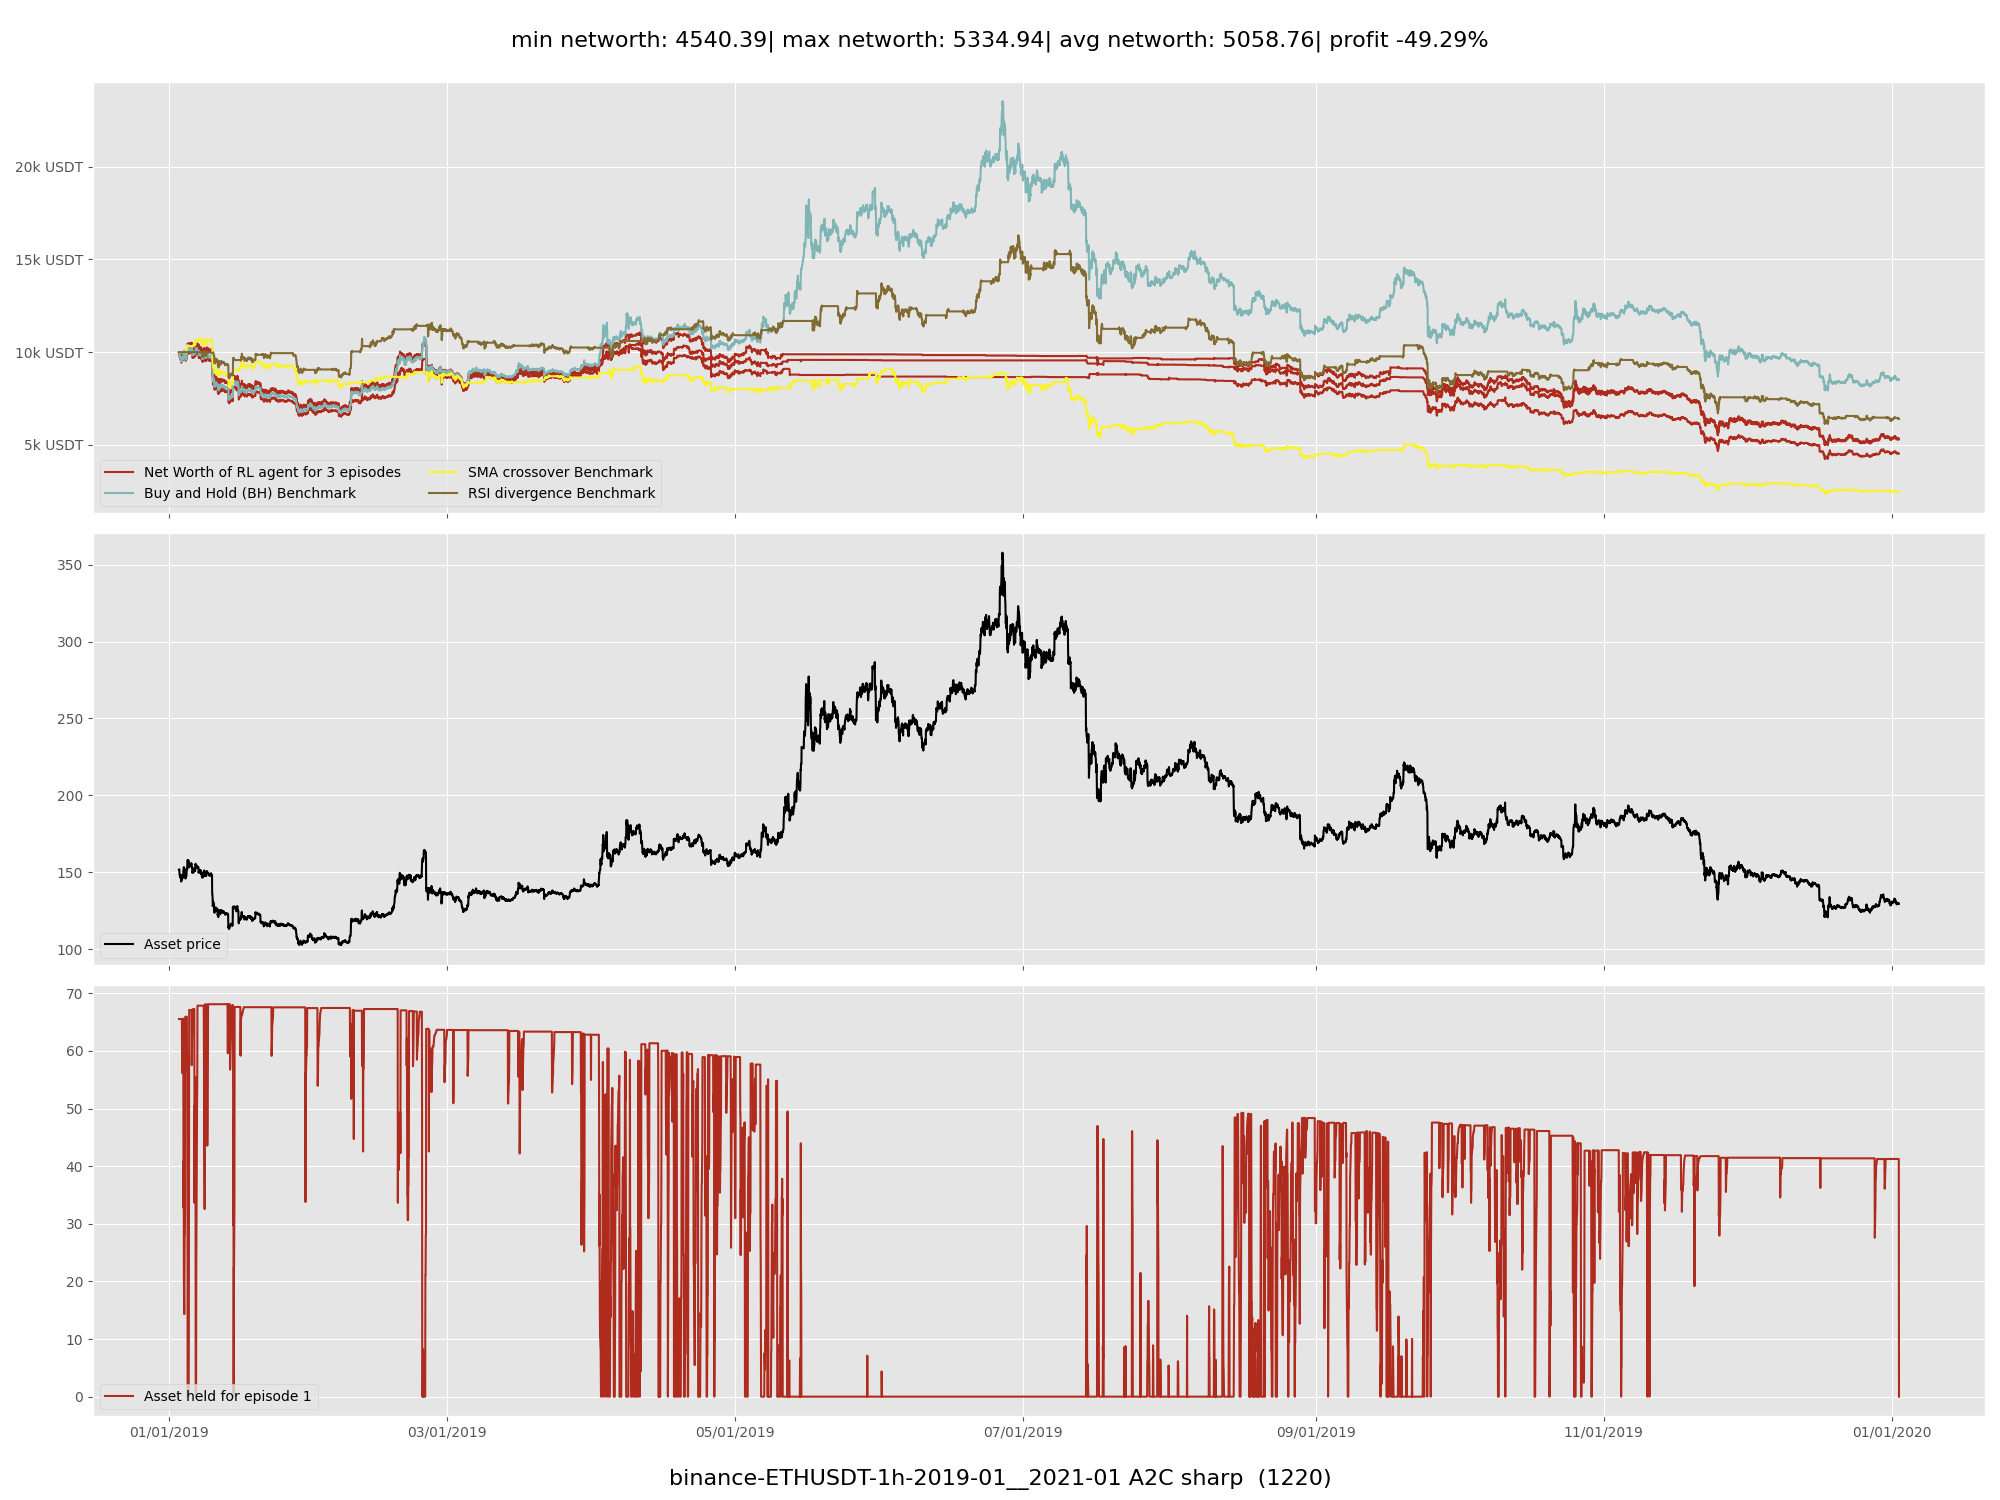 min networth: 4540.39| max networth: 5334.94| avg networth: 5058.76| profit -49.29%
20k USDT
15k USDT
10k USDT
5k USDT
Net Worth of RL agent for 3 episodes
Buy and Hold (BH) Benchmark
SMA crossover Benchmark
RSI divergence Benchmark
350
300
250
200
150
100
Asset price
70
60
50
40
30
20
10
0
Asset held for episode 1
01/01/2019 03/01/2019 05/01/2019 07/01/2019 09/01/2019 11/01/2019 01/01/2020
binance-ETHUSDT-1h-2019-01__2021-01 A2C sharp (1220)